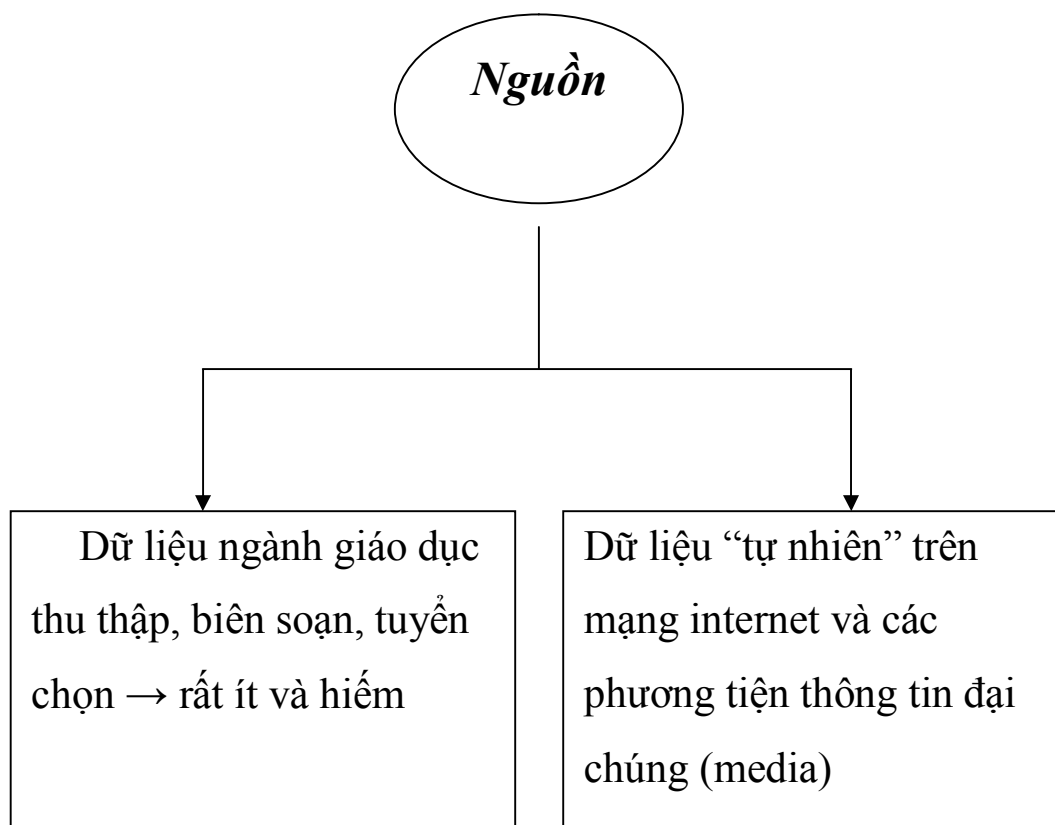 Nguồn
Dữ liệu ngành giáo dục
thu thập, biên soạn, tuyển
chọn → rất ít và hiếm
Dữ liệu “tự nhiên” trên
mạng internet và các
phương tiện thông tin đại
chúng (media)